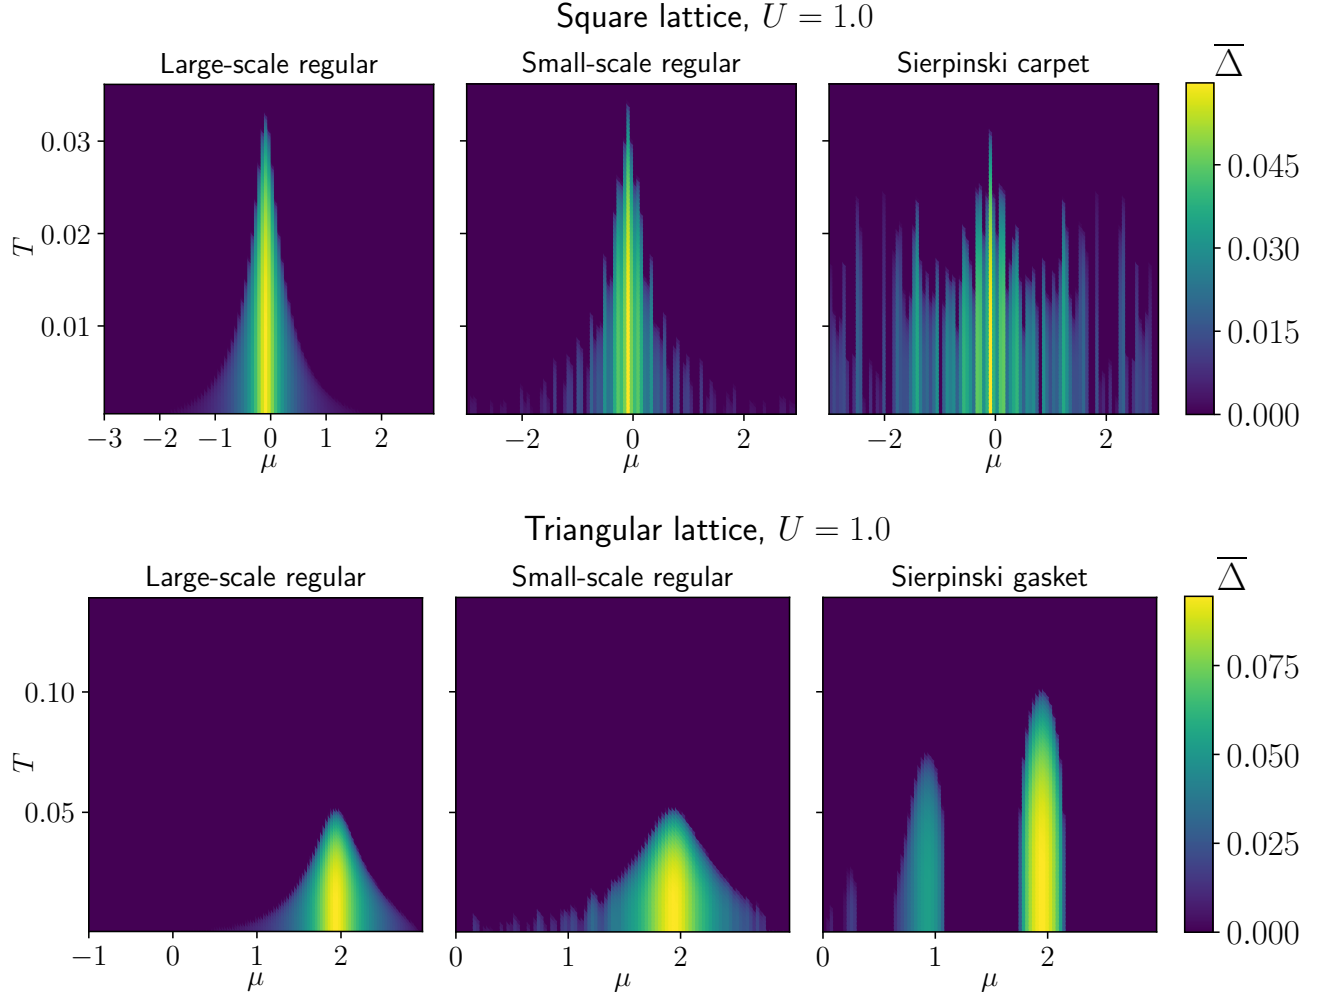 Square lattice, U = 1.0
Large-scale regular
Small-scale regular
Sierpinski carpet
Δ
T
0.03
0.02
0.01
−3 −2 −1 0 1 2
μ
−2 0 2
μ
−2 0 2
μ
0.045
0.030
0.015
0.000
Triangular lattice, U = 1.0
Large-scale regular
Small-scale regular
Sierpinski gasket
Δ
T
0.10
0.05
−1 0 1 2
μ
0 1 2
μ
0 1 2
μ
0.075
0.050
0.025
0.000